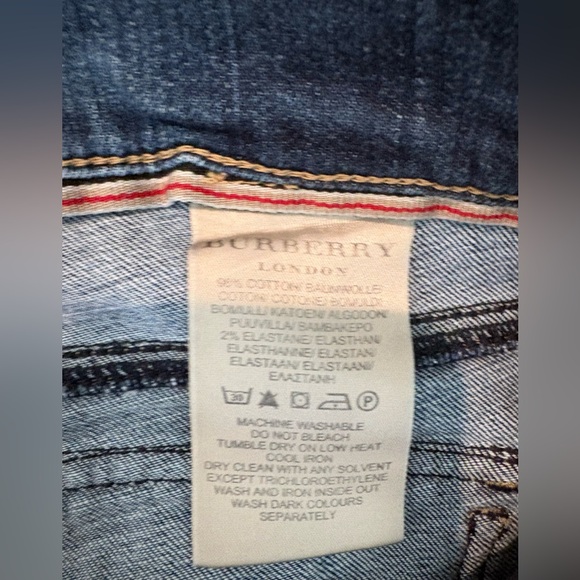 BURBERRY
LONDON
98% COTTON/ BAUMWOLLE/
COTON/ COTONE/ BOMULD/
BOMULL/ KATOEN/ ALGODON/
PUUVILLA/ BAMBAKEPO
2% ELASTANE/ ELASTHAN/
ELASTHANNE/ ELASTAN/
ELASTAAN/ ELASTAANI/
ΕΛΑΣΤΑΝΗ
30 P
MACHINE WASHABLE
DO NOT BLEACH
TUMBLE DRY ON LOW HEAT
COOL IRON
DRY CLEAN WITH ANY SOLVENT
EXCEPT TRICHLOROETHYLENE
WASH AND IRON INSIDE OUT
WASH DARK COLOURS
SEPARATELY